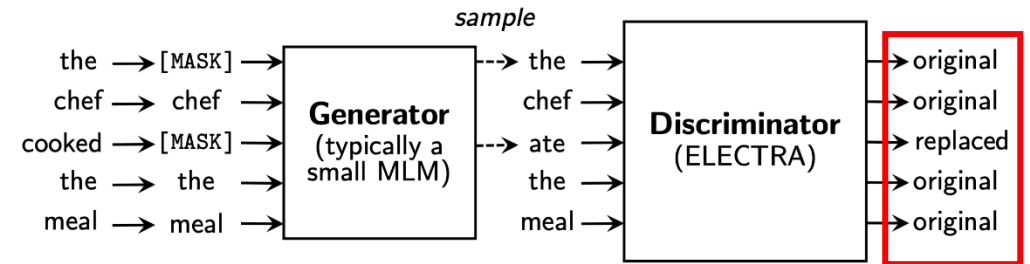 sample
the [MASK] the original
chef chef chef original
cooked [MASK] ate replaced
the the the original
meal meal meal original
Generator
(typically a
small MLM)
Discriminator
(ELECTRA)